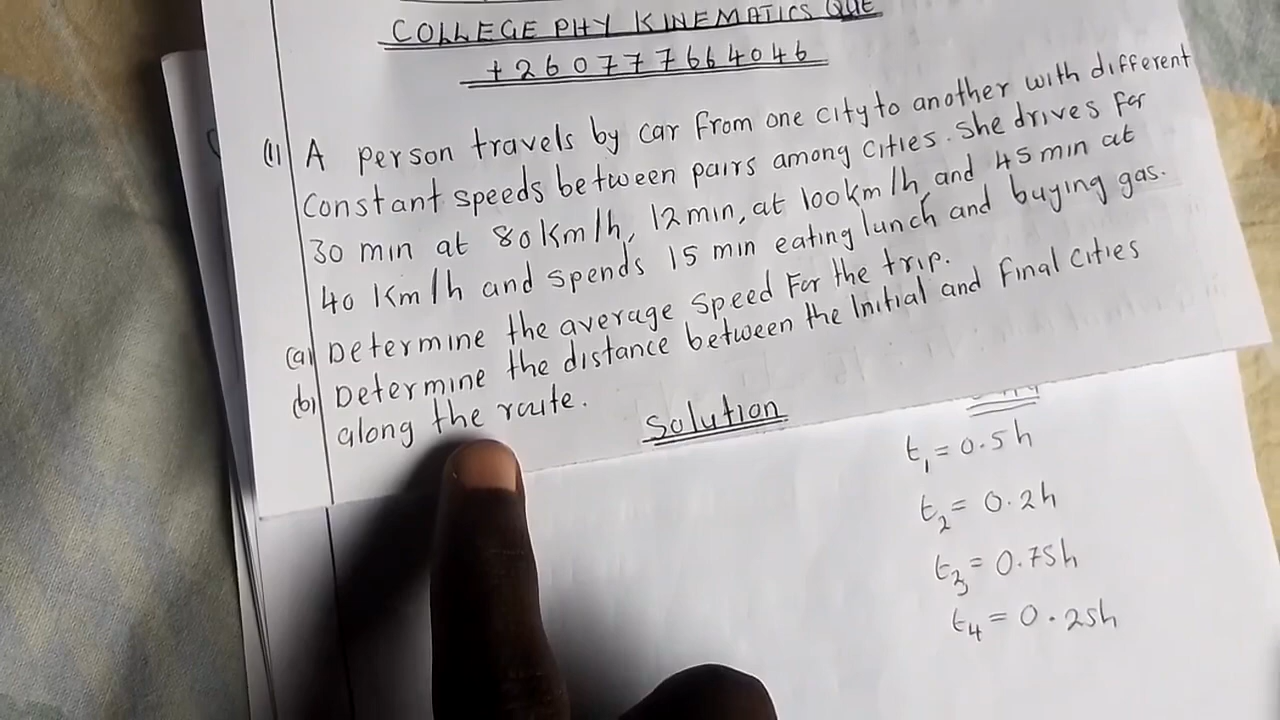 COLLEGE PHY KINEMATICS QUE
+260777664046
(1) A person travels by car from one city to another with different
constant speeds between pairs among cities. She drives for
30 min at 80 km/h, 12 min, at 100 km/h, and 45 min at
40 km/h and spends 15 min eating lunch and buying gas.
(a) Determine the average speed for the trip.
(b) Determine the distance between the Initial and Final Cities
along the route.
Solution
t₁ = 0.5h
t₂ = 0.2h
t₃ = 0.75h
t₄ = 0.25h